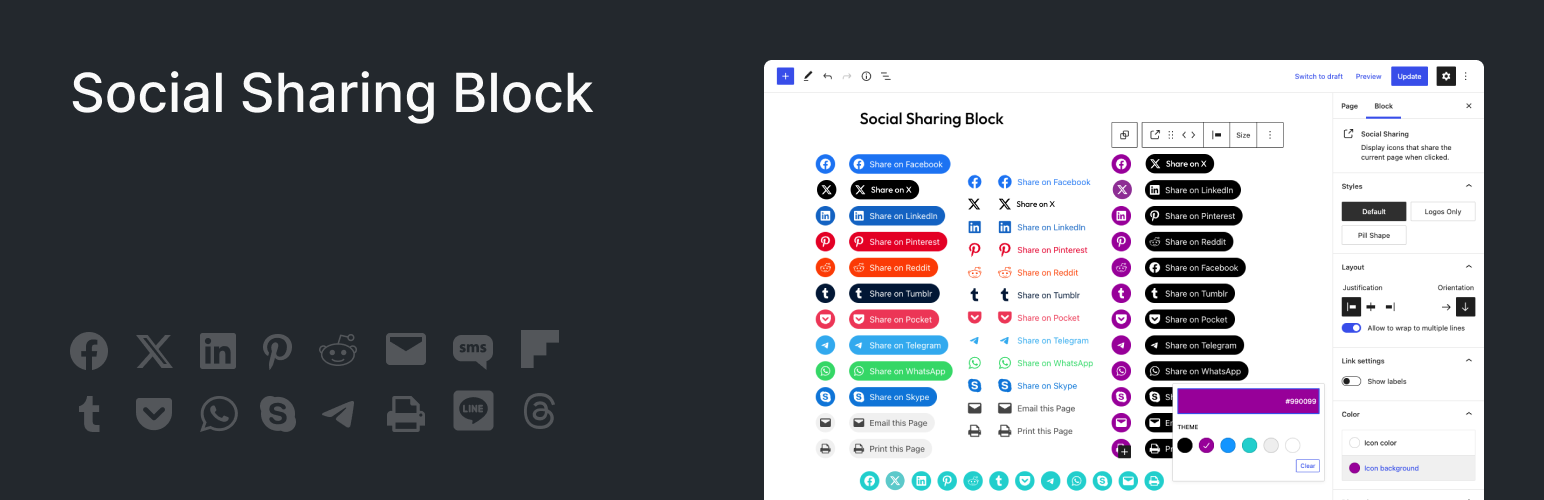 Social Sharing Block
sms
LINE
Switch to draft
Preview
Update
Social Sharing Block
Size
Share on Facebook
Share on X
Share on LinkedIn
Share on Pinterest
Share on Reddit
Share on Tumblr
Share on Pocket
Share on Telegram
Share on WhatsApp
Share on Skype
Email this Page
Print this Page
Share on Facebook
Share on X
Share on LinkedIn
Share on Pinterest
Share on Reddit
Share on Tumblr
Share on Pocket
Share on Telegram
Share on WhatsApp
Share on Skype
Email this Page
Print this Page
Share on X
Share on LinkedIn
Share on Pinterest
Share on Reddit
Share on Facebook
Share on Tumblr
Share on Pocket
Share on Telegram
Share on WhatsApp
#990099
THEME
Clear
Page
Block
Social Sharing
Display icons that share the
current page when clicked.
Styles
Default
Logos Only
Pill Shape
Layout
Justification
Orientation
Allow to wrap to multiple lines
Link settings
Show labels
Color
Icon color
Icon background